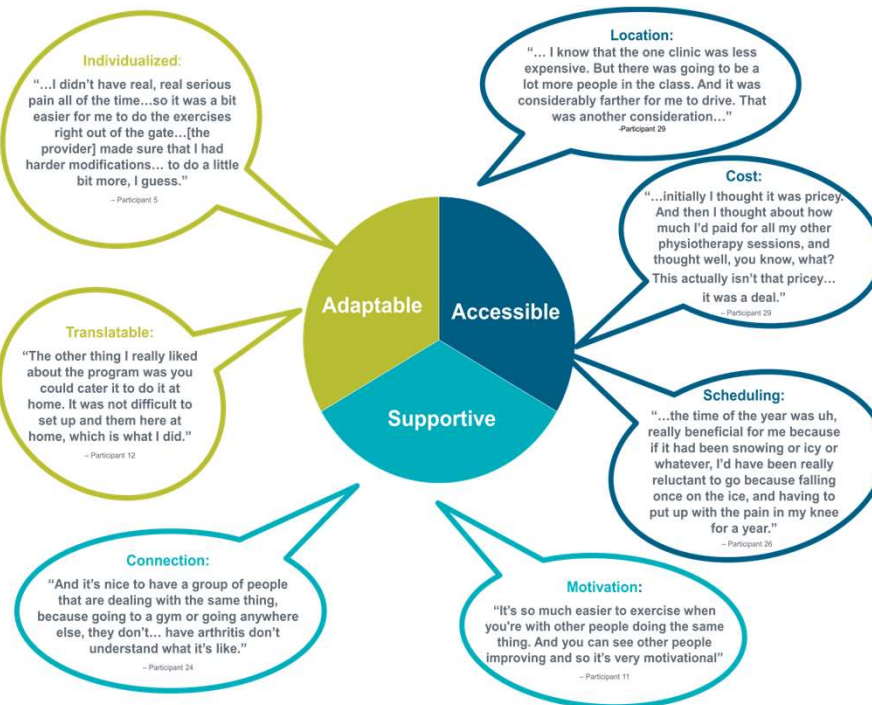 Individualized:
“…I didn’t have real, real serious
pain all of the time…so it was a bit
easier for me to do the exercises
right out of the gate…[the
provider] made sure that I had
harder modifications… to do a little
bit more, I guess.”
– Participant 5
Location:
“… I know that the one clinic was less
expensive. But there was going to be a
lot more people in the class. And it was
considerably farther for me to drive. That
was another consideration…”
-Participant 29
Cost:
“…initially I thought it was pricey.
And then I thought about how
much I’d paid for all my other
physiotherapy sessions, and
thought well, you know, what?
This actually isn’t that pricey…
it was a deal.”
– Participant 29
Adaptable
Accessible
Supportive
Translatable:
“The other thing I really liked
about the program was you
could cater it to do it at
home. It was not difficult to
set up and them here at
home, which is what I did.”
– Participant 12
Scheduling:
“…the time of the year was uh,
really beneficial for me because
if it had been snowing or icy or
whatever, I’d have been really
reluctant to go because falling
once on the ice, and having to
put up with the pain in my knee
for a year.”
– Participant 26
Connection:
“And it’s nice to have a group of people
that are dealing with the same thing,
because going to a gym or going anywhere
else, they don’t… have arthritis don’t
understand what it’s like.”
– Participant 24
Motivation:
“It’s so much easier to exercise when
you're with other people doing the same
thing. And you can see other people
improving and so it’s very motivational”
– Participant 11